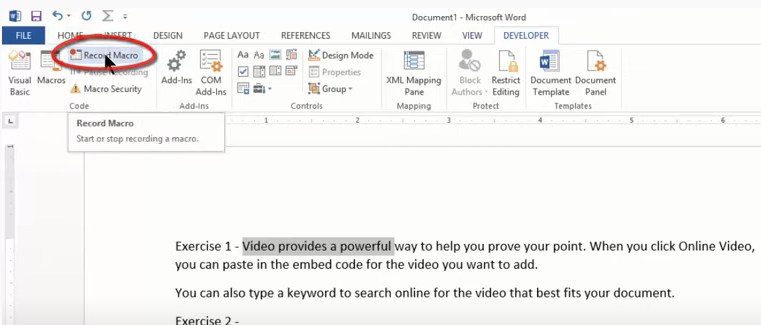 Document1 - Microsoft Word
FILE HOME INSERT DESIGN PAGE LAYOUT REFERENCES MAILINGS REVIEW VIEW DEVELOPER
Visual Basic
Macros
Record Macro
Pause Recording
Macro Security
Code
Add-Ins
COM Add-Ins
Add-Ins
Aa Aa
Design Mode
Properties
Group
Controls
XML Mapping Pane
Mapping
Block Authors
Restrict Editing
Protect
Document Template
Document Panel
Templates
Record Macro
Start or stop recording a macro.
1 2 3 4 5 6
1
Exercise 1 - Video provides a powerful way to help you prove your point. When you click Online Video,
you can paste in the embed code for the video you want to add.
You can also type a keyword to search online for the video that best fits your document.
Exercise 2 -